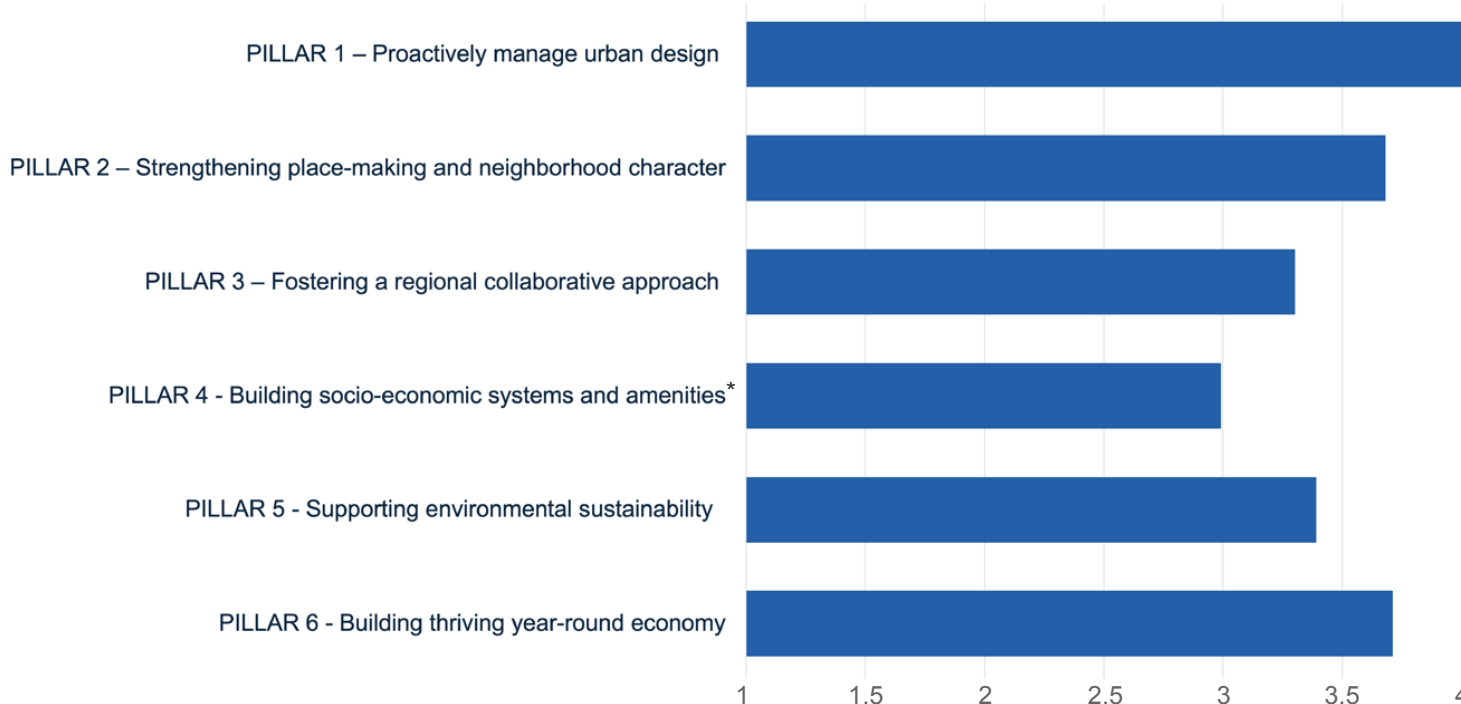 PILLAR 1 – Proactively manage urban design
PILLAR 2 – Strengthening place-making and neighborhood character
PILLAR 3 – Fostering a regional collaborative approach
PILLAR 4 - Building socio-economic systems and amenities*
PILLAR 5 - Supporting environmental sustainability
PILLAR 6 - Building thriving year-round economy
1 1.5 2 2.5 3 3.5 4